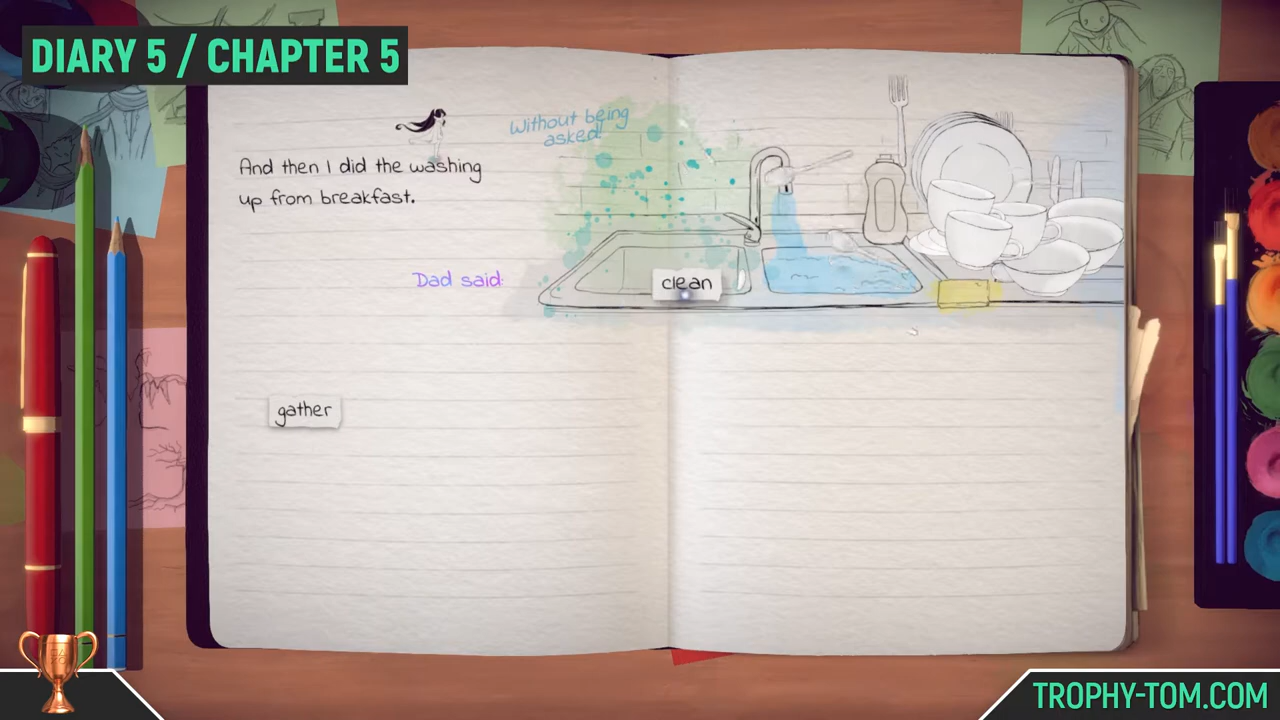 DIARY 5 / CHAPTER 5
Without being
asked!
And then I did the washing
up from breakfast.
Dad said:
clean
gather
TROPHY-TOM.COM